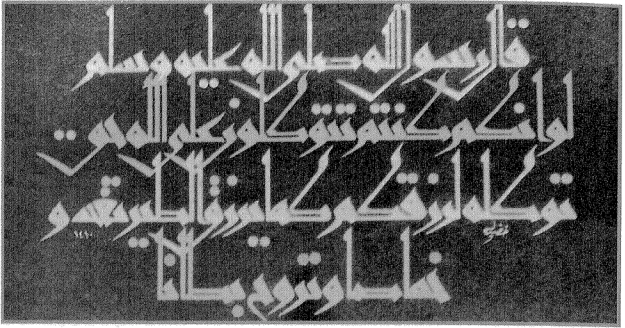 قال رسول الله صلى الله عليه وسلم
لو انكم كنتم تتوكلون على الله حق
توكله لرزقكم كما يرزق الطير تغدو
١٤١٠
خماصا وتروح بطانا